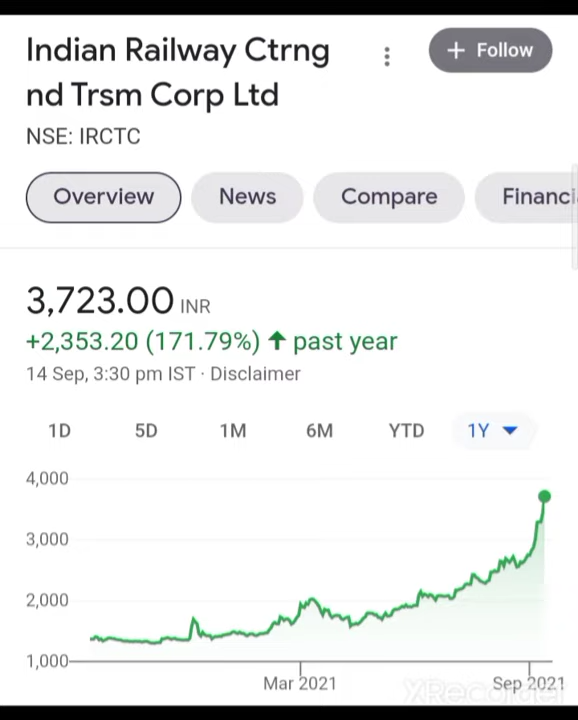 Indian Railway Ctrng
nd Trsm Corp Ltd
+ Follow
NSE: IRCTC
Overview
News
Compare
Financi
3,723.00 INR
+2,353.20 (171.79%) ↑ past year
14 Sep, 3:30 pm IST · Disclaimer
1D 5D 1M 6M YTD 1Y
4,000
3,000
2,000
1,000
Mar 2021
Sep 2021
XRecorder